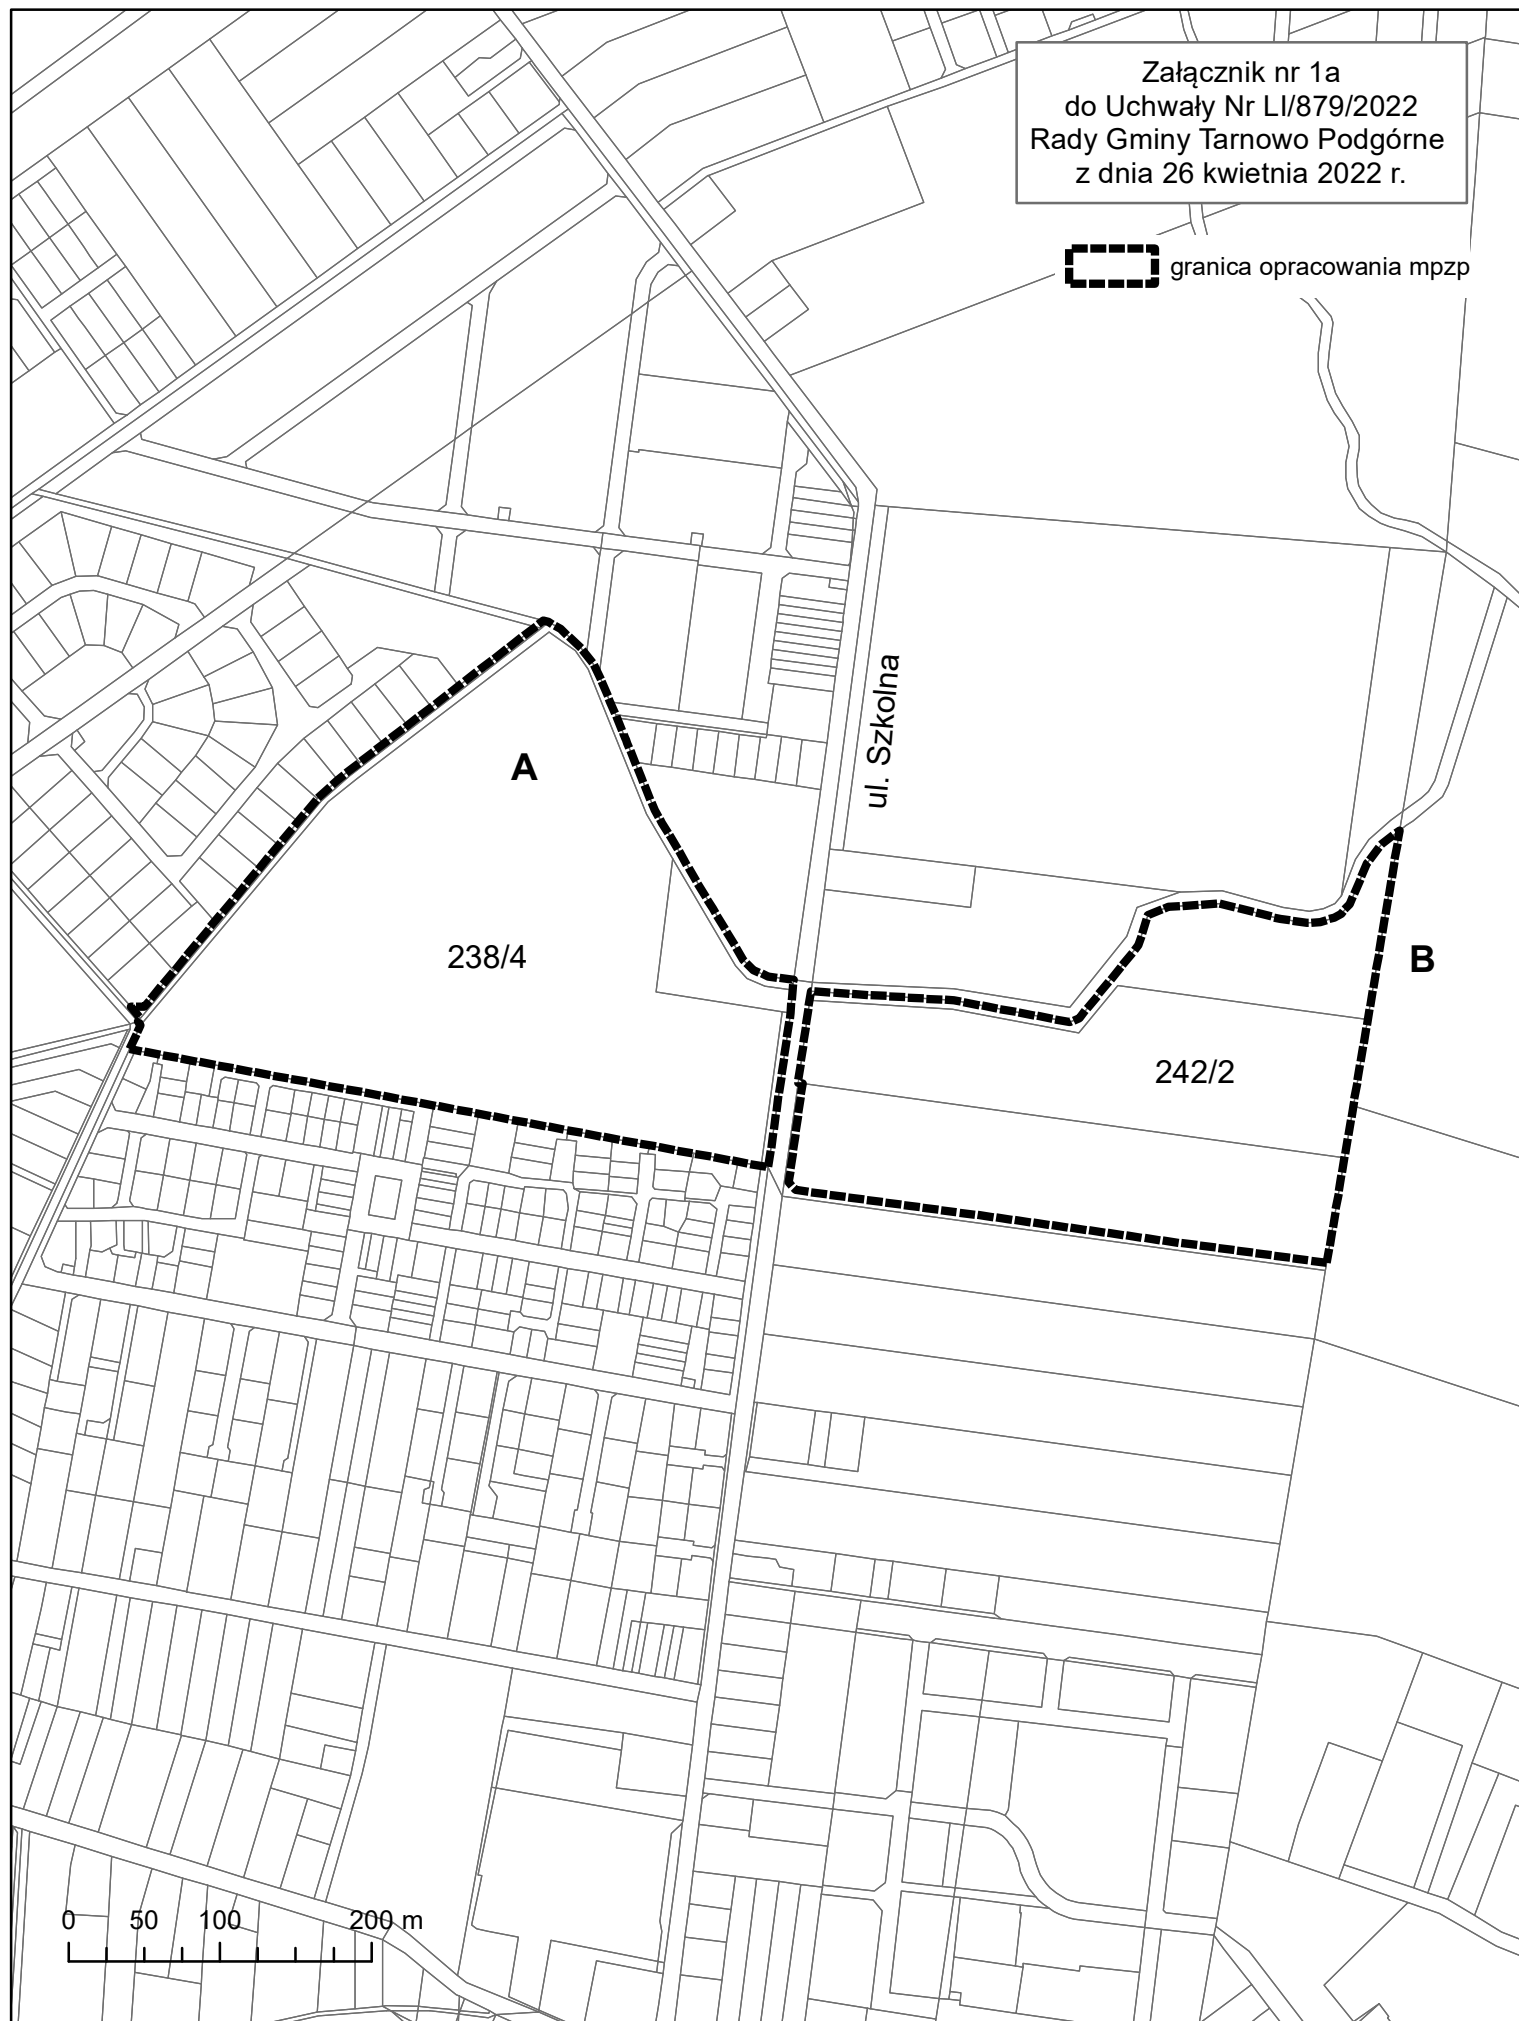 Załącznik nr 1a
do Uchwały Nr LI/879/2022
Rady Gminy Tarnowo Podgórne
z dnia 26 kwietnia 2022 r.
granica opracowania mpzp
ul. Szkolna
A
238/4
B
242/2
0 50 100 200 m